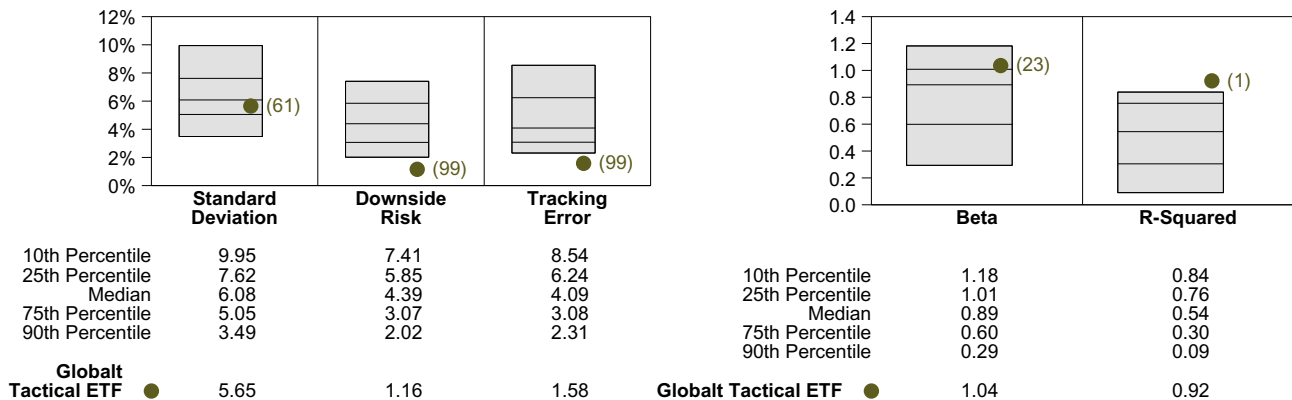 12%
10%
8%
6%
4%
2%
0%
(61)
(99)
(99)
Standard Deviation
Downside Risk
Tracking Error
10th Percentile 9.95 7.41 8.54
25th Percentile 7.62 5.85 6.24
Median 6.08 4.39 4.09
75th Percentile 5.05 3.07 3.08
90th Percentile 3.49 2.02 2.31
Globalt
Tactical ETF 5.65 1.16 1.58
1.4
1.2
1.0
0.8
0.6
0.4
0.2
0.0
(23)
(1)
Beta R-Squared
10th Percentile 1.18 0.84
25th Percentile 1.01 0.76
Median 0.89 0.54
75th Percentile 0.60 0.30
90th Percentile 0.29 0.09
Globalt Tactical ETF 1.04 0.92